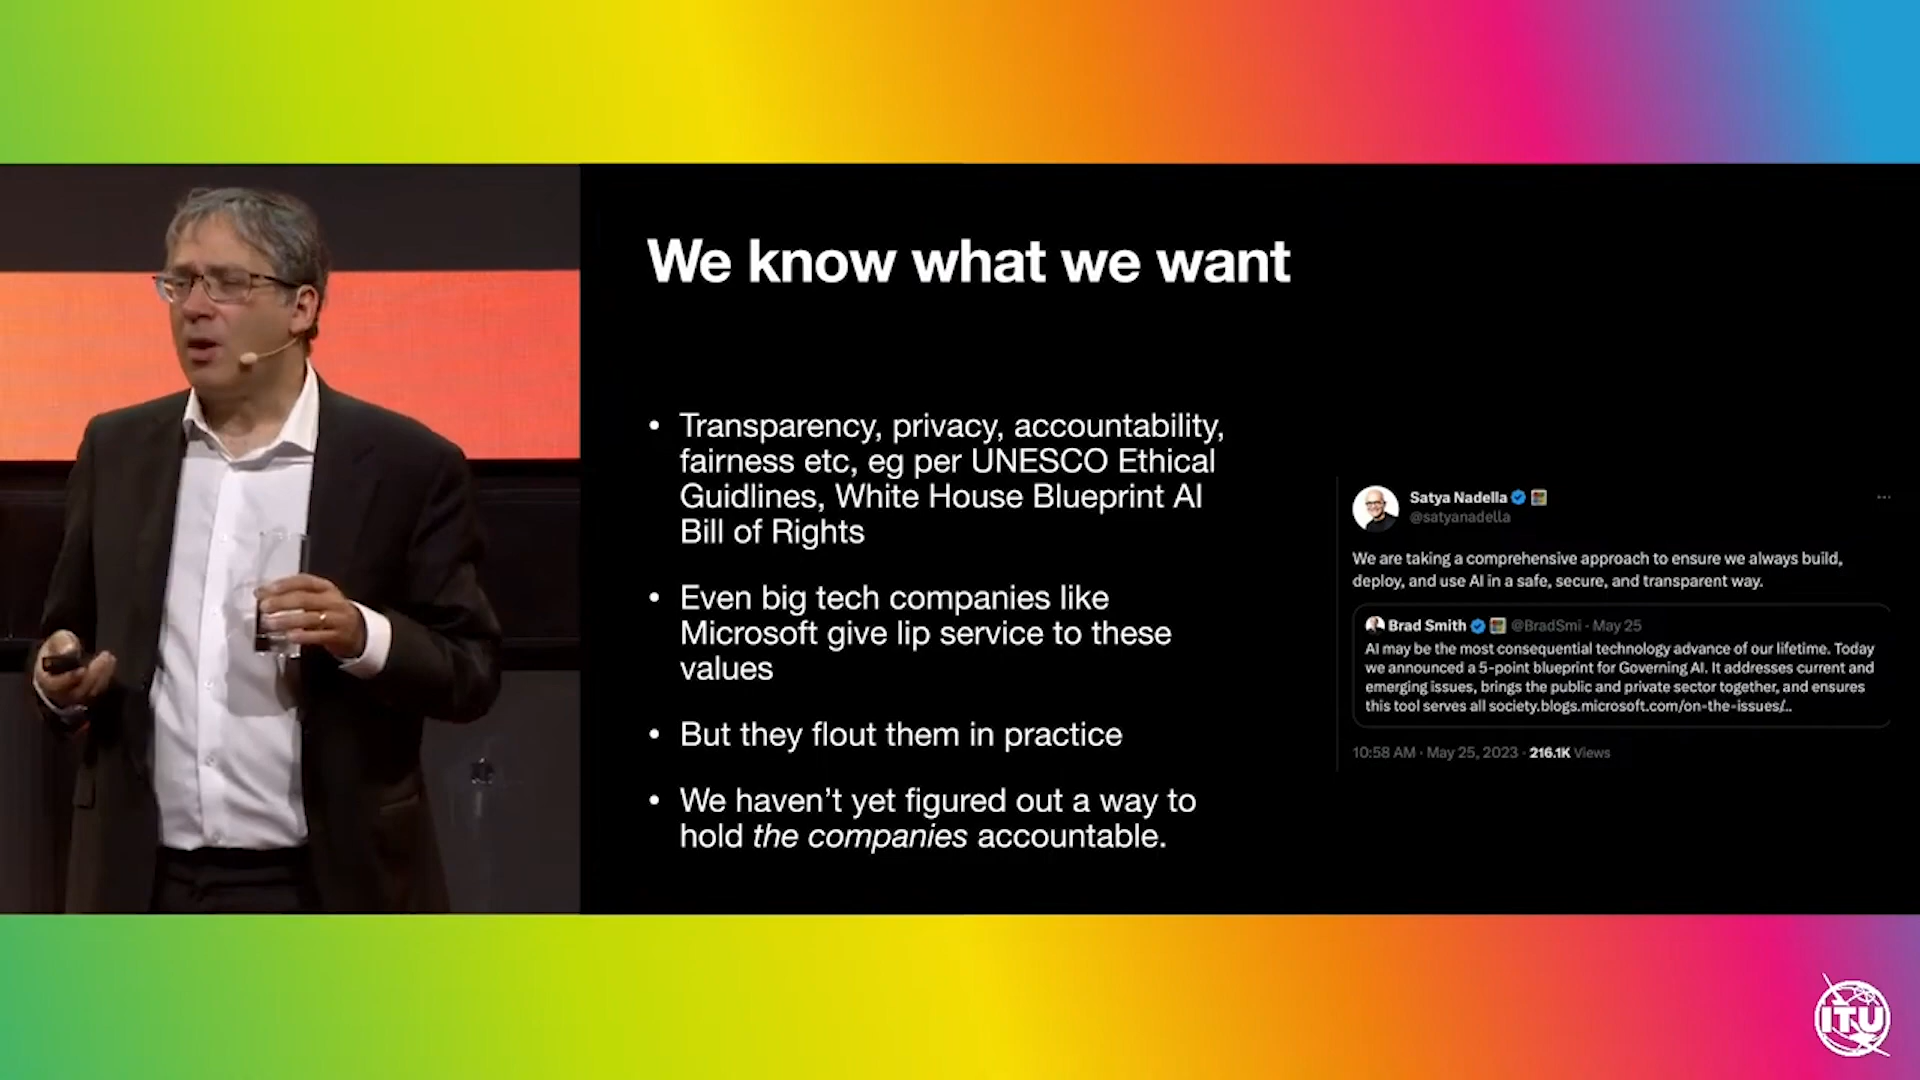 We know what we want
• Transparency, privacy, accountability,
fairness etc, eg per UNESCO Ethical
Guidlines, White House Blueprint AI
Bill of Rights
• Even big tech companies like
Microsoft give lip service to these
values
• But they flout them in practice
• We haven’t yet figured out a way to
hold the companies accountable.
Satya Nadella
@satyanadella
We are taking a comprehensive approach to ensure we always build,
deploy, and use AI in a safe, secure, and transparent way.
Brad Smith @BradSmi · May 25
AI may be the most consequential technology advance of our lifetime. Today
we announced a 5-point blueprint for Governing AI. It addresses current and
emerging issues, brings the public and private sector together, and ensures
this tool serves all society.blogs.microsoft.com/on-the-issues/…
10:58 AM · May 25, 2023 · 216.1K Views
ITU